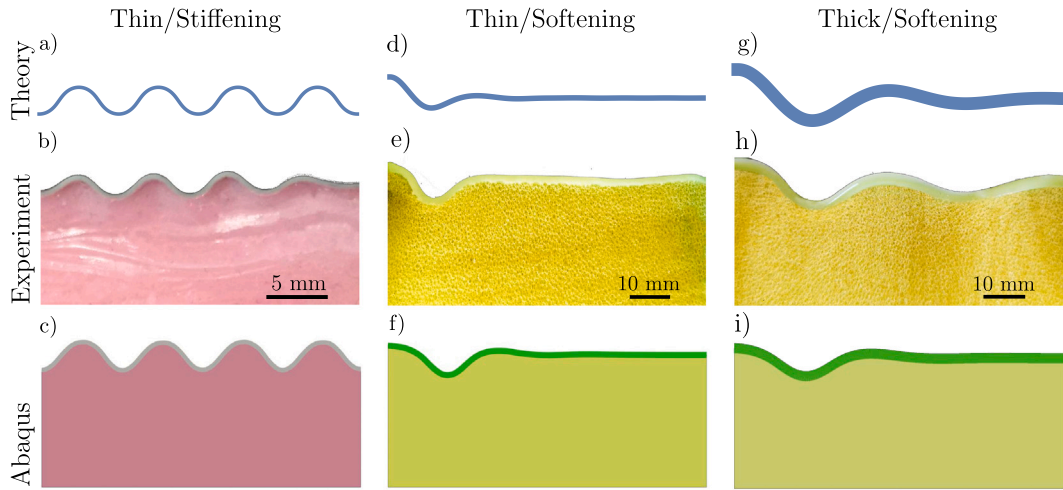 Thin/Stiffening
Thin/Softening
Thick/Softening
Theory
a)
d)
g)
Experiment
b)
5 mm
e)
10 mm
h)
10 mm
Abaqus
c)
f)
i)